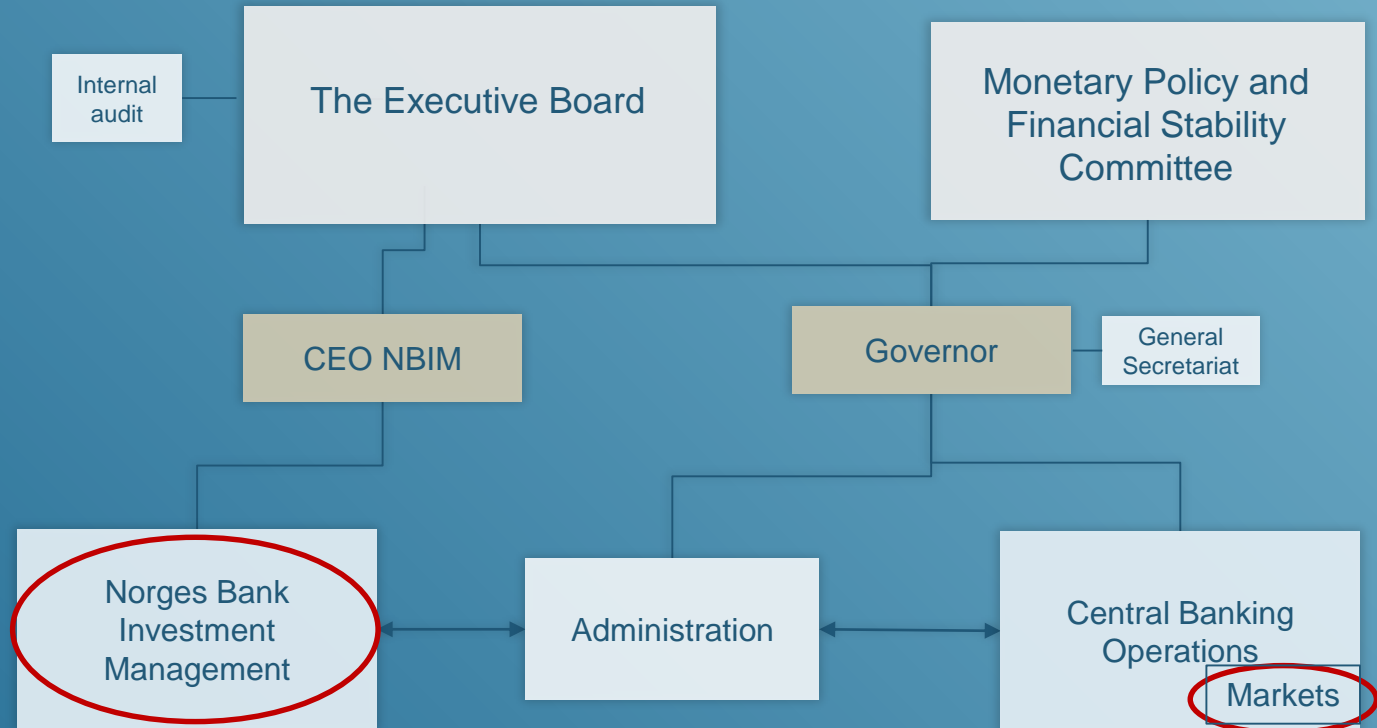 Internal
audit
The Executive Board
Monetary Policy and
Financial Stability
Committee
CEO NBIM
Governor
General
Secretariat
Norges Bank
Investment
Management
Administration
Central Banking
Operations
Markets